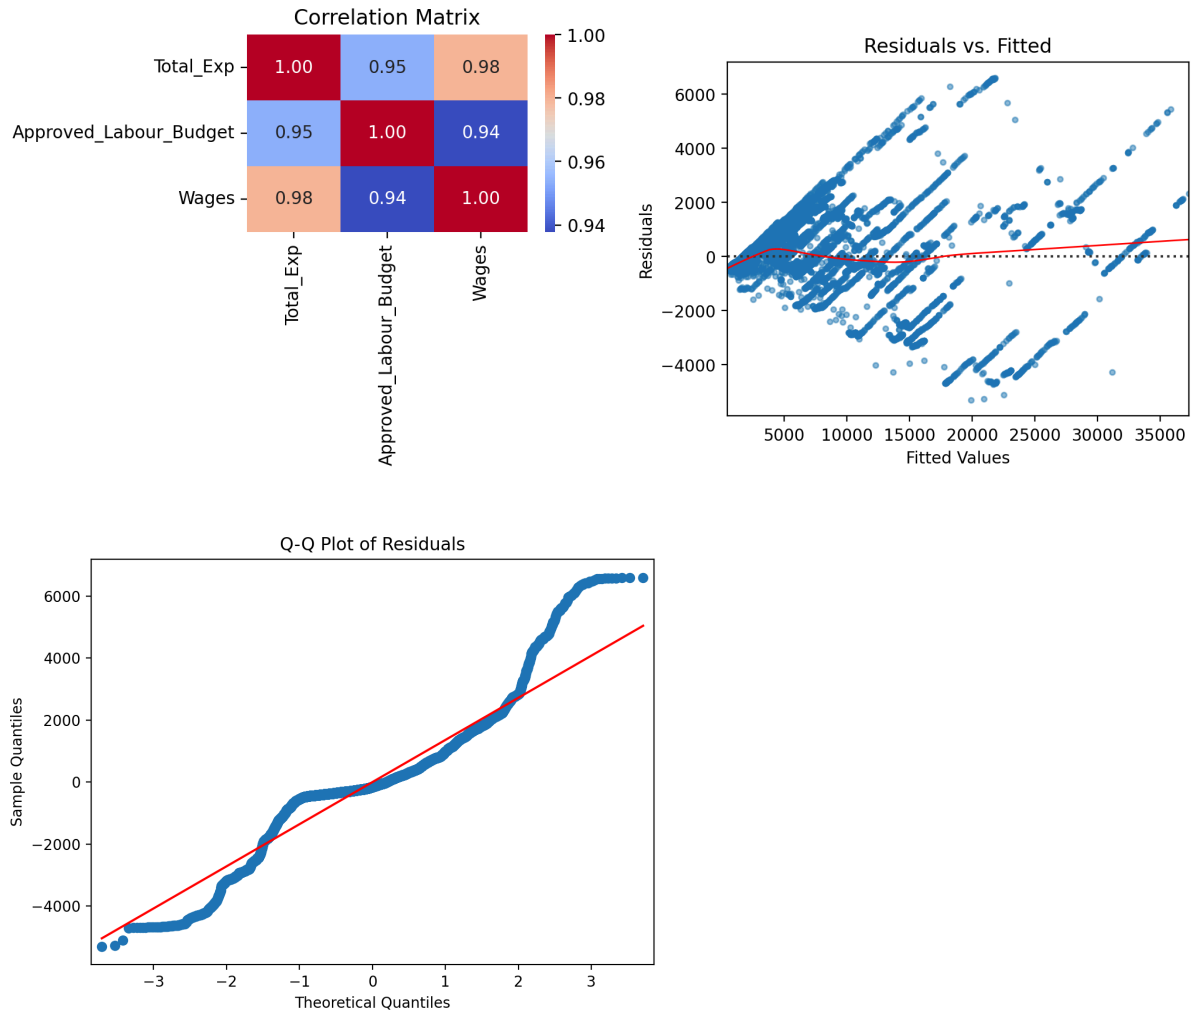 Correlation Matrix
Total_Exp
Approved_Labour_Budget
Wages
1.00 0.95 0.98
0.95 1.00 0.94
0.98 0.94 1.00
Total_Exp
Approved_Labour_Budget
Wages
1.00
0.98
0.96
0.94
Residuals vs. Fitted
Residuals
6000
4000
2000
0
−2000
−4000
5000 10000 15000 20000 25000 30000 35000
Fitted Values
Q-Q Plot of Residuals
Sample Quantiles
6000
4000
2000
0
−2000
−4000
−3 −2 −1 0 1 2 3
Theoretical Quantiles